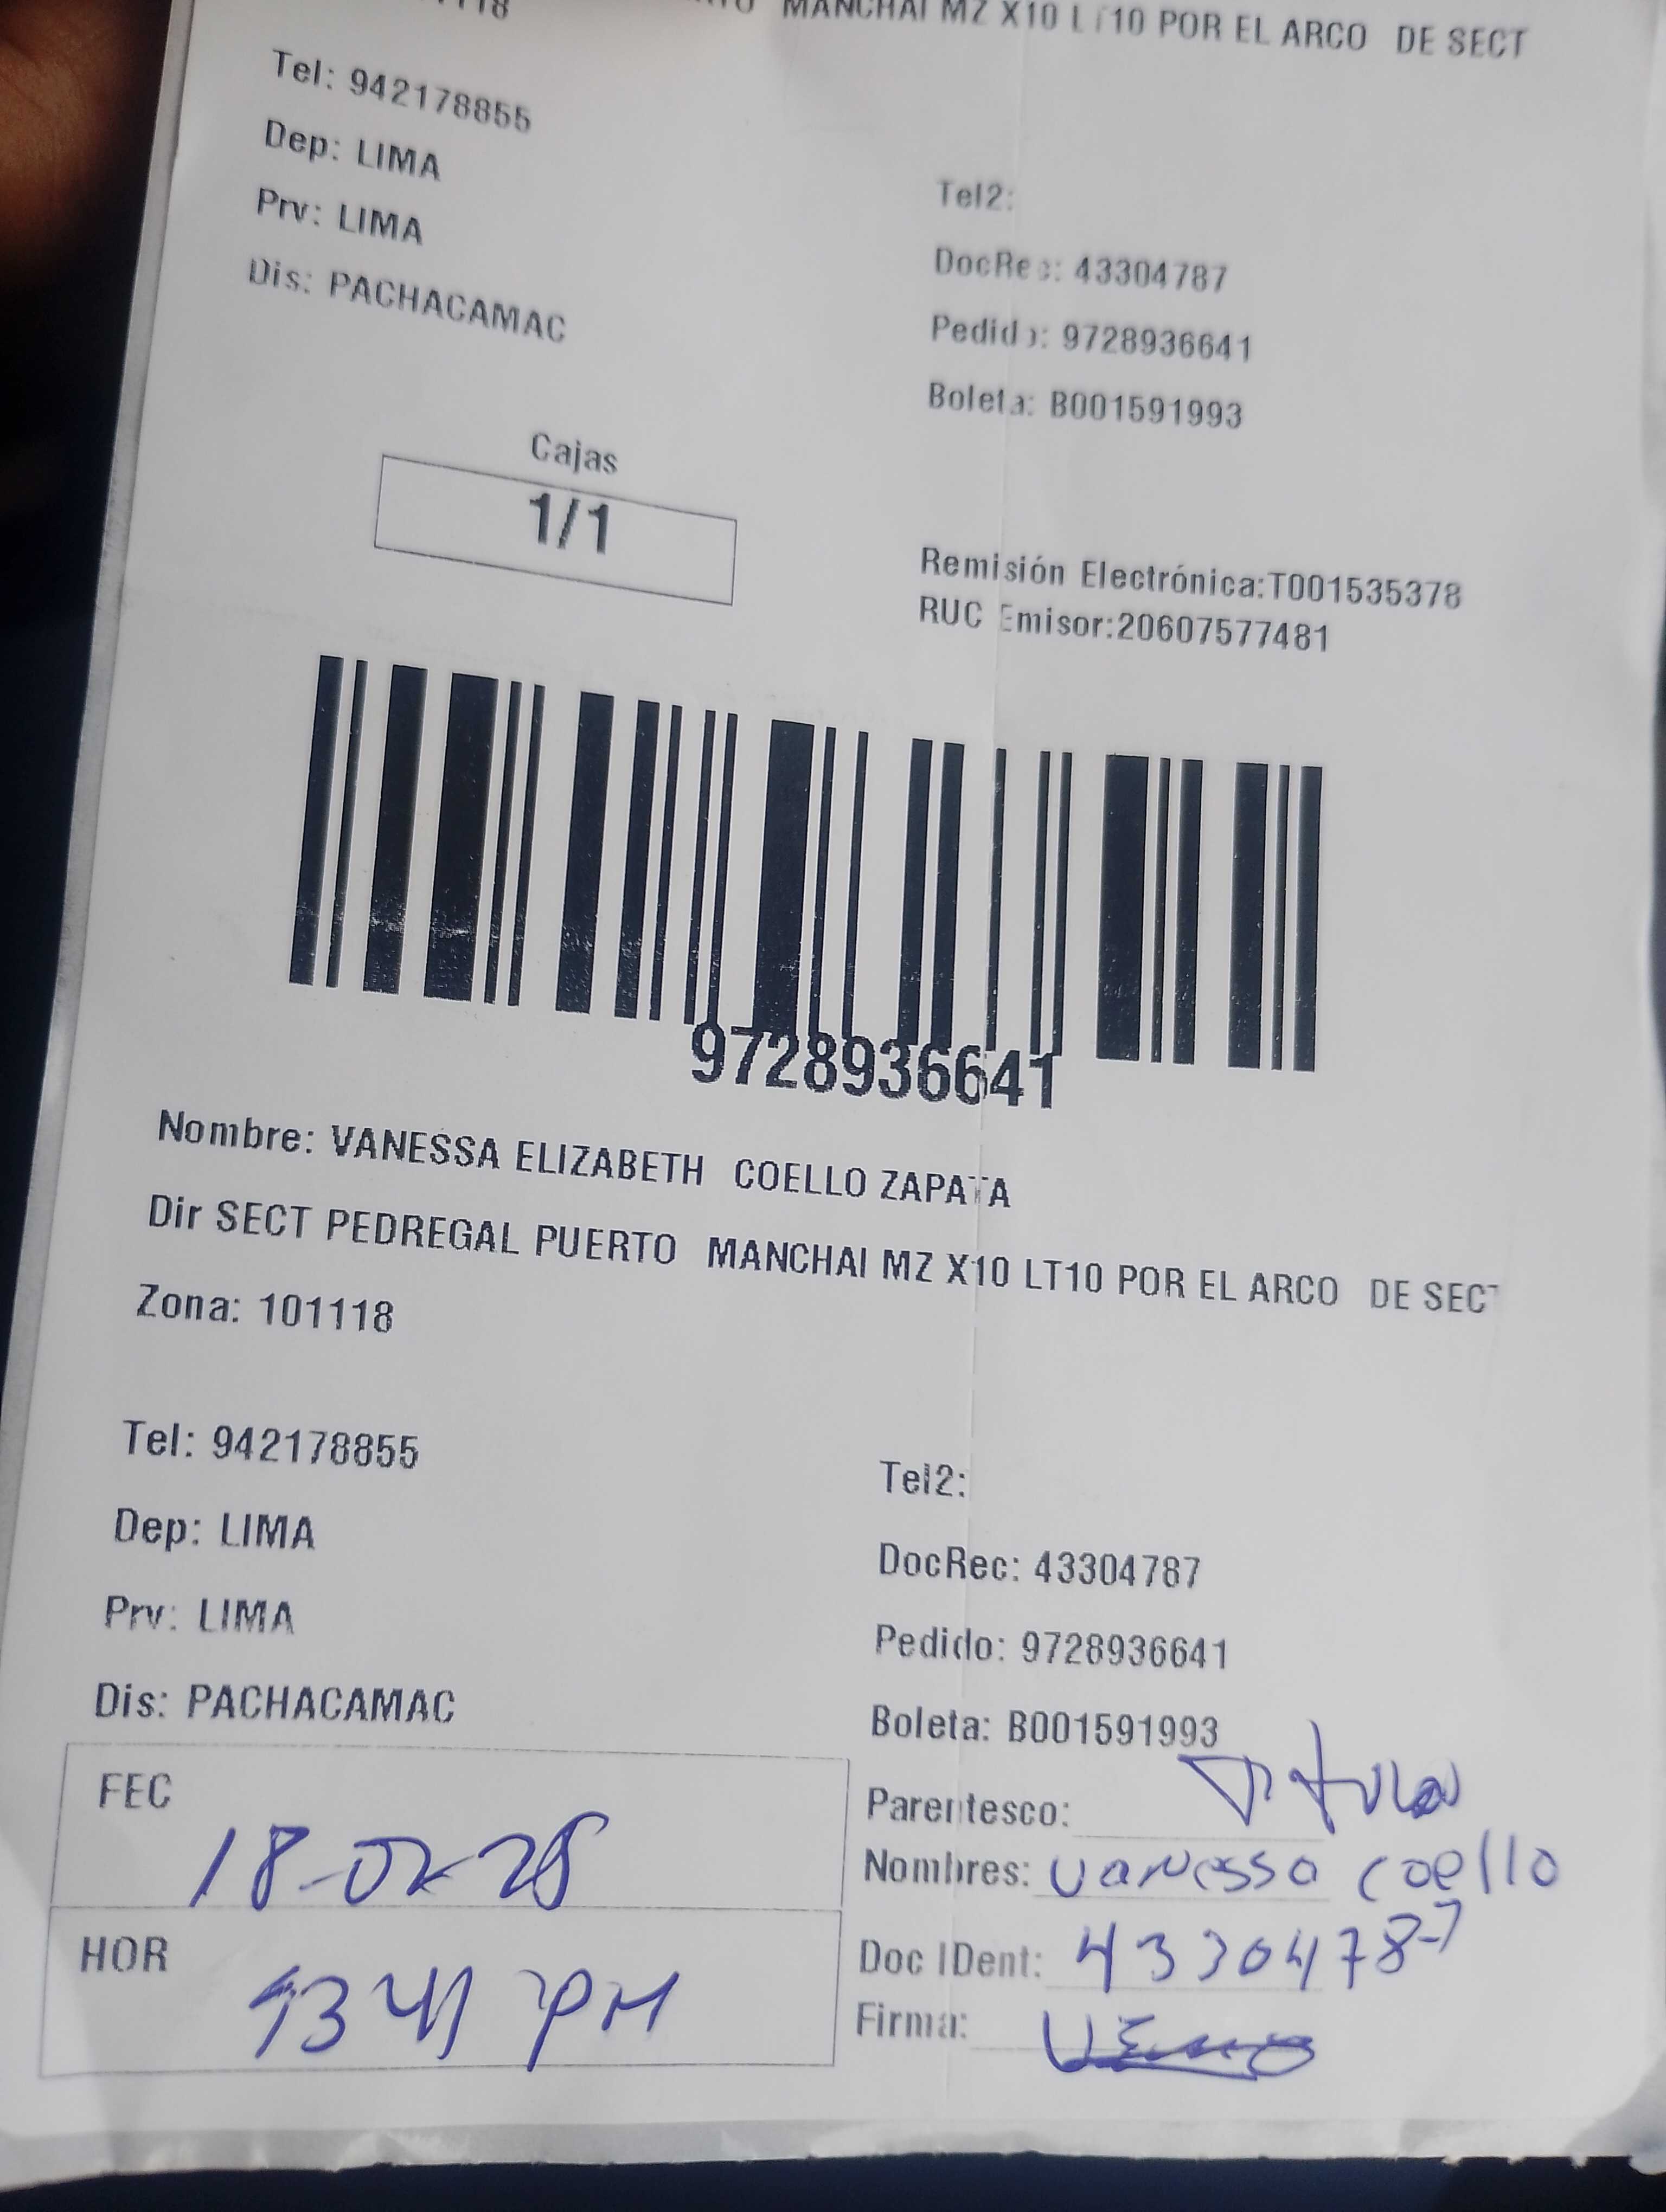 118
MANCHAI MZ X10 LT10 POR EL ARCO DE SECT
Tel: 942178855
Dep: LIMA
Prv: LIMA
Dis: PACHACAMAC
Tel2:
DocRec: 43304787
Pedido: 9728936641
Boleta: B001591993
Cajas
1/1
Remisión Electrónica:T001535378
RUC Emisor:20607577481
9728936641
Nombre: VANESSA ELIZABETH COELLO ZAPATA
Dir SECT PEDREGAL PUERTO MANCHAI MZ X10 LT10 POR EL ARCO DE SECT
Zona: 101118
Tel: 942178855
Dep: LIMA
Prv: LIMA
Dis: PACHACAMAC
Tel2:
DocRec: 43304787
Pedido: 9728936641
Boleta: B001591993
FEC
HOR
PM
Parentesco: Titular
Nombres: Vanessa Coello
Doc IDent: 43304787
Firma: